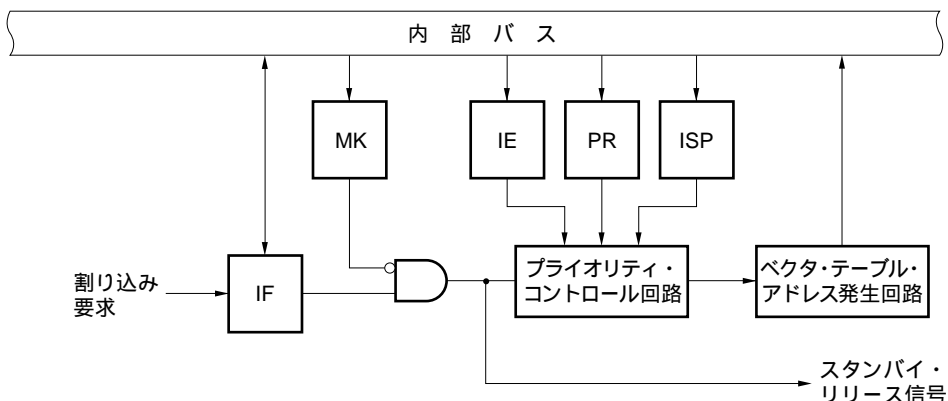 内 部 バ ス
MK
IE
PR
ISP
割り込み
要求
IF
プライオリティ・
コントロール回路
ベクタ・テーブル・
アドレス発生回路
スタンバイ・
リリース信号